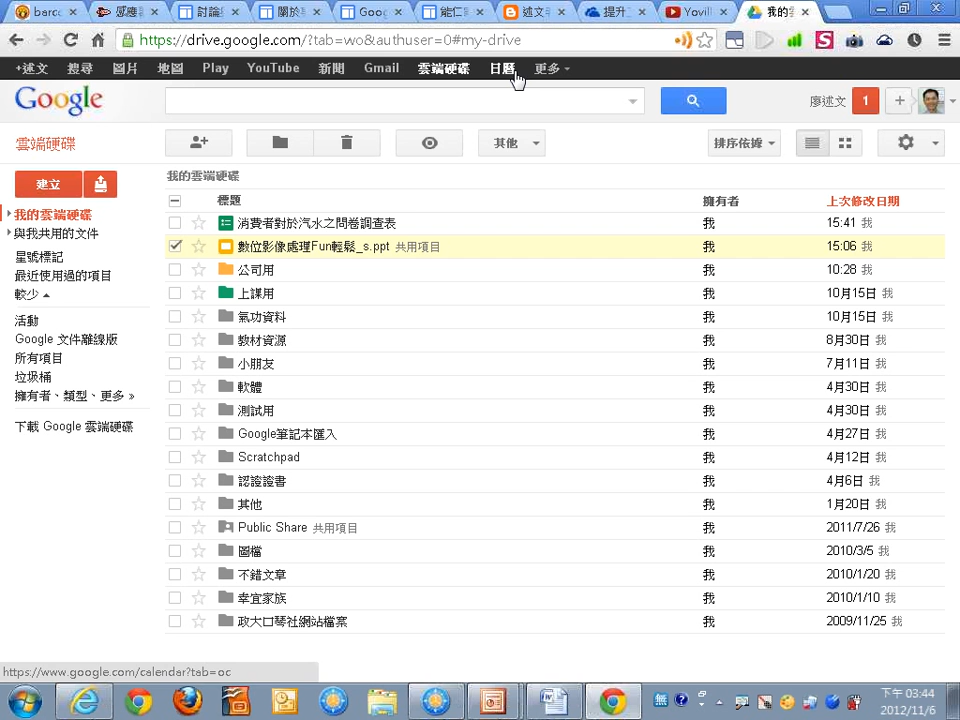 barc
感應
討論
關於
Goog
能仁
述文
提升
Yovill
我的
https://drive.google.com/?tab=wo&authuser=0#my-drive
+述文 搜尋 圖片 地圖 Play YouTube 新聞 Gmail 雲端硬碟 日曆 更多
Google
廖述文 1
雲端硬碟
其他
排序依據
建立
我的雲端硬碟
與我共用的文件
星號標記
最近使用過的項目
較少
活動
Google 文件離線版
所有項目
垃圾桶
擁有者、類型、更多 »
下載 Google 雲端硬碟
我的雲端硬碟
標題 擁有者 上次修改日期
消費者對於汽水之問卷調查表 我 15:41 我
數位影像處理Fun輕鬆_s.ppt 共用項目 我 15:06 我
公司用 我 10:28 我
上課用 我 10月15日 我
氣功資料 我 10月15日 我
教材資源 我 8月30日 我
小朋友 我 7月11日 我
軟體 我 4月30日 我
測試用 我 4月30日 我
Google筆記本匯入 我 4月27日 我
Scratchpad 我 4月12日 我
認證證書 我 4月6日 我
其他 我 1月20日 我
Public Share 共用項目 我 2011/7/26 我
圖檔 我 2010/3/5 我
不錯文章 我 2010/1/20 我
幸宜家族 我 2010/1/10 我
政大口琴社網站檔案 我 2009/11/25 我
https://www.google.com/calendar?tab=oc
下午 03:44
2012/11/6